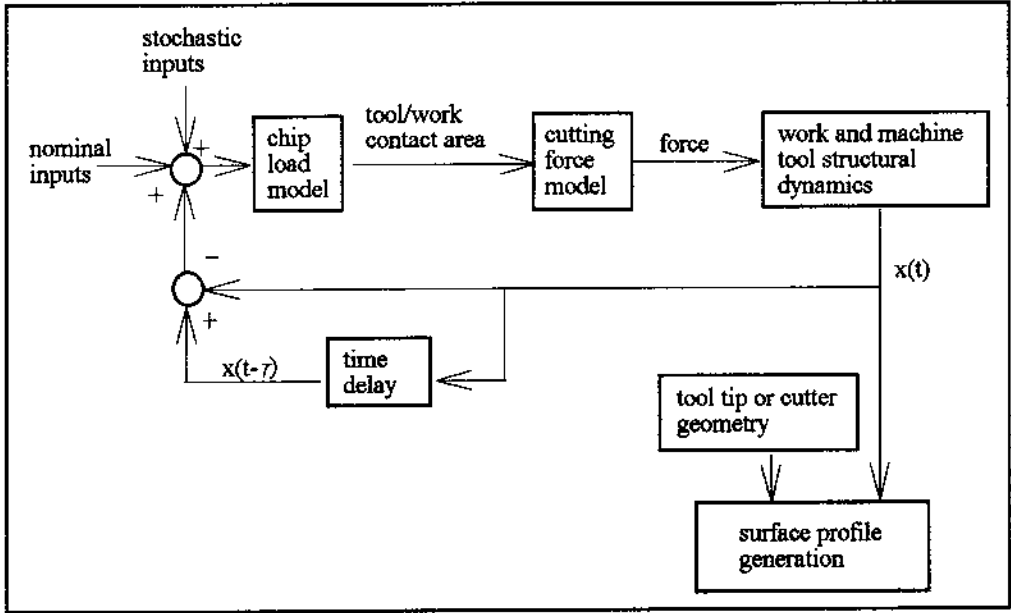 stochastic
inputs
nominal
inputs
+
+
chip
load
model
tool/work
contact area
cutting
force
model
force
work and machine
tool structural
dynamics
x(t)
−
+
x(t-τ)
time
delay
tool tip or cutter
geometry
surface profile
generation